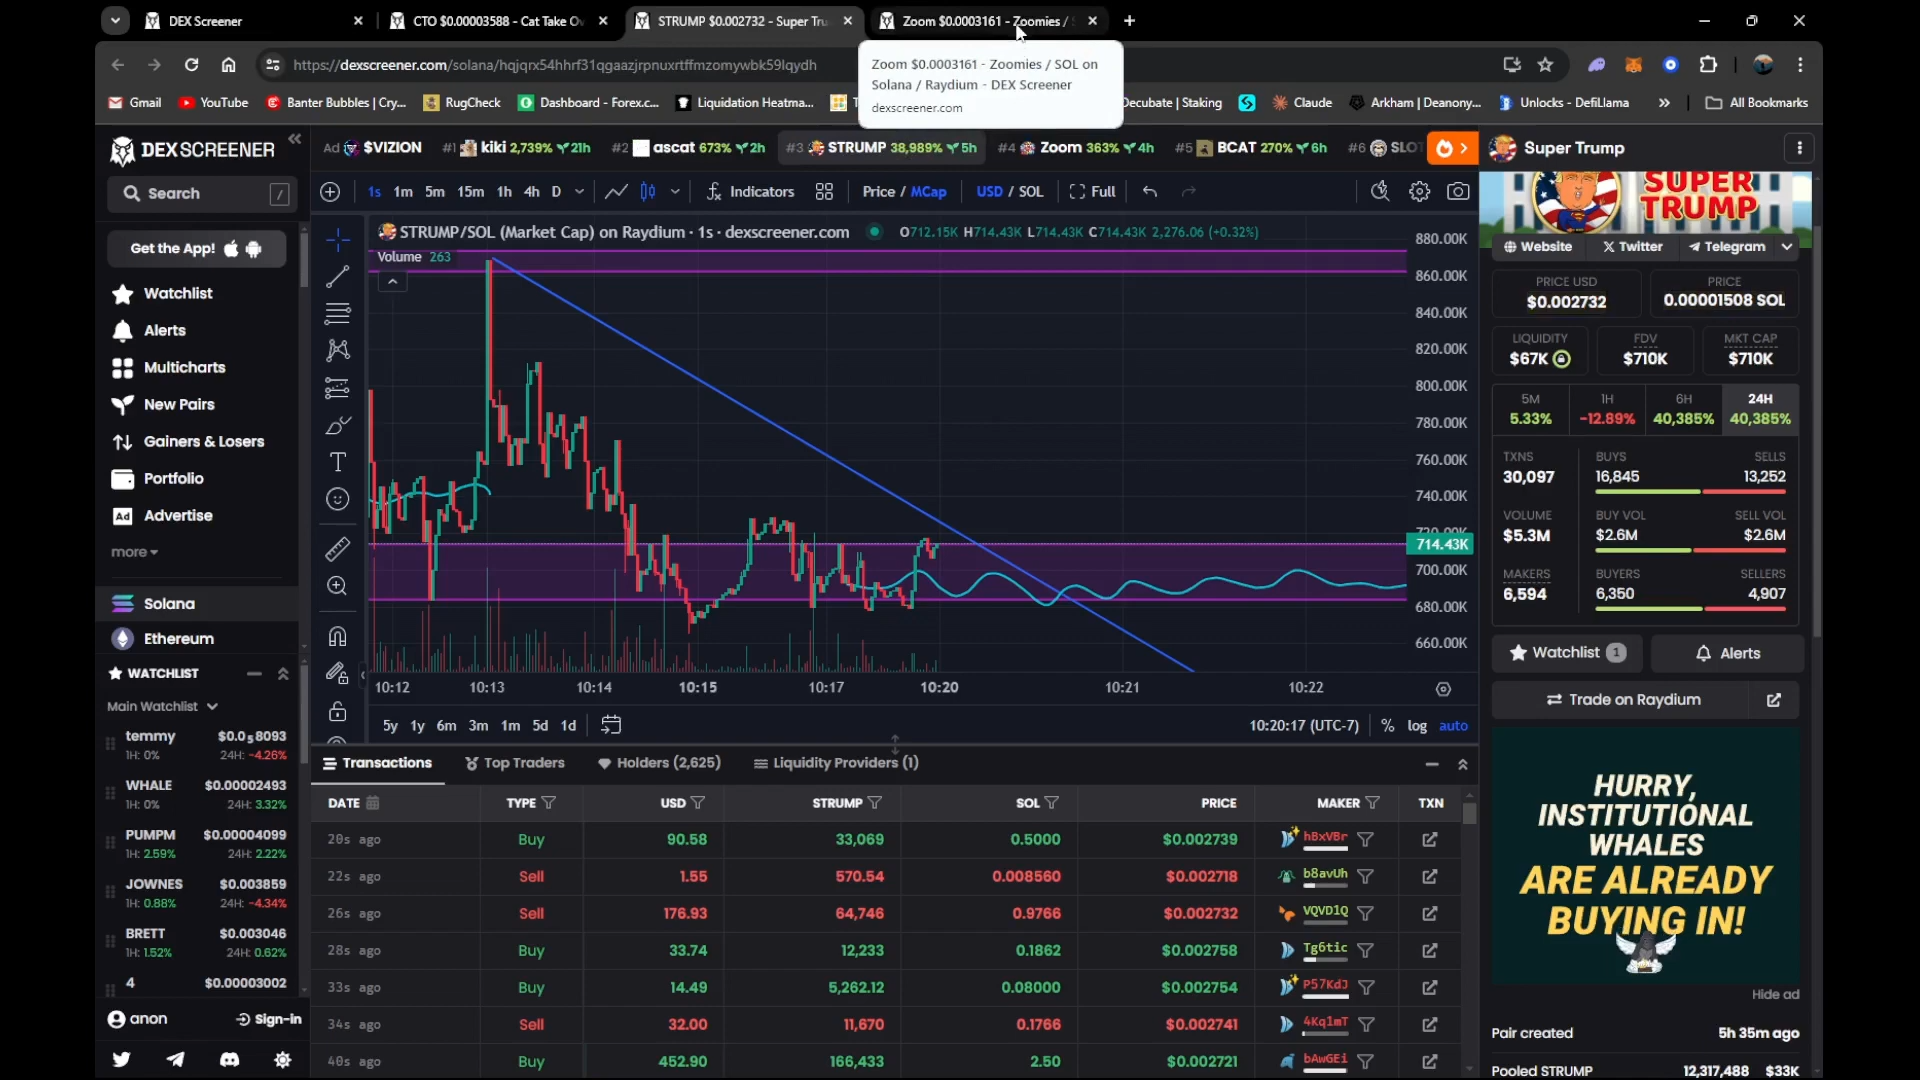 DEX Screener
CTO $0.00003588 - Cat Take Ov
STRUMP $0.002732 - Super Tru
Zoom $0.0003161 - Zoomies /
https://dexscreener.com/solana/hqjqrx54hhrf31qgaazjrpnuxrtffmzomywbk59lqydh
Zoom $0.0003161 - Zoomies / SOL on
Solana / Raydium - DEX Screener
dexscreener.com
Gmail
YouTube
Banter Bubbles | Cry...
RugCheck
Dashboard - Forex.c...
Liquidation Heatma...
Decubate | Staking
Claude
Arkham | Deanony...
Unlocks - DefiLlama
All Bookmarks
DEXSCREENER
Search /
Get the App!
Watchlist
Alerts
Multicharts
New Pairs
Gainers & Losers
Portfolio
Ad Advertise
more
Solana
Ethereum
WATCHLIST
Main Watchlist
temmy $0.0₅8093
1H: 0% 24H: -4.26%
WHALE $0.00002493
1H: 0% 24H: 3.32%
PUMPM $0.00004099
1H: 2.59% 24H: 2.22%
JOWNES $0.003859
1H: 0.88% 24H: -4.34%
BRETT $0.003046
1H: 1.52% 24H: 0.62%
4 $0.00003002
anon Sign-in
Ad $VIZION #1 kiki 2,739% 21h #2 ascat 673% 2h #3 STRUMP 38,989% 5h #4 Zoom 363% 4h #5 BCAT 270% 6h #6 SLOT
1s 1m 5m 15m 1h 4h D Indicators Price / MCap USD / SOL Full
STRUMP/SOL (Market Cap) on Raydium · 1s · dexscreener.com O712.15K H714.43K L714.43K C714.43K 2,276.06 (+0.32%)
Volume 263
880.00K
860.00K
840.00K
820.00K
800.00K
780.00K
760.00K
740.00K
720.00K
714.43K
700.00K
680.00K
660.00K
10:12 10:13 10:14 10:15 10:17 10:20 10:21 10:22
5y 1y 6m 3m 1m 5d 1d 10:20:17 (UTC-7) % log auto
Transactions Top Traders Holders (2,625) Liquidity Providers (1)
DATE TYPE USD STRUMP SOL PRICE MAKER TXN
20s ago Buy 90.58 33,069 0.5000 $0.002739 hBxVBr
22s ago Sell 1.55 570.54 0.008560 $0.002718 b8avUh
26s ago Sell 176.93 64,746 0.9766 $0.002732 VQVD1Q
28s ago Buy 33.74 12,233 0.1862 $0.002758 Tg6tic
33s ago Buy 14.49 5,262.12 0.08000 $0.002754 P57KdJ
34s ago Sell 32.00 11,670 0.1766 $0.002741 4Kq1mT
40s ago Buy 452.90 166,433 2.50 $0.002721 bAwGEi
Super Trump
SUPER
TRUMP
Website Twitter Telegram
PRICE USD
$0.002732
PRICE
0.00001508 SOL
LIQUIDITY
$67K
FDV
$710K
MKT CAP
$710K
5M 1H 6H 24H
5.33% -12.89% 40,385% 40,385%
TXNS
30,097
BUYS SELLS
16,845 13,252
VOLUME
$5.3M
BUY VOL SELL VOL
$2.6M $2.6M
MAKERS
6,594
BUYERS SELLERS
6,350 4,907
Watchlist 1 Alerts
Trade on Raydium
HURRY,
INSTITUTIONAL
WHALES
ARE ALREADY
BUYING IN!
Hide ad
Pair created 5h 35m ago
Pooled STRUMP 12,317,488 $33K